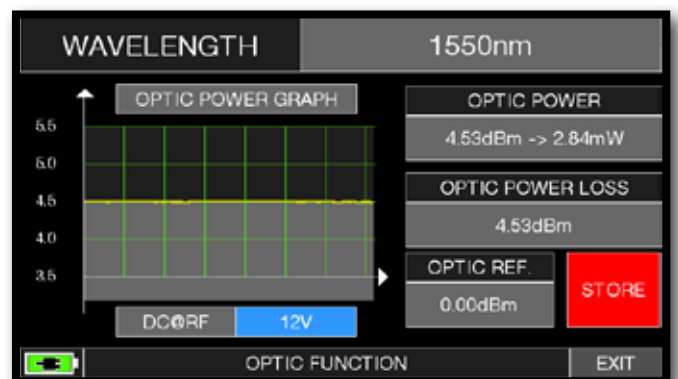 WAVELENGTH 1550nm
OPTIC POWER GRAPH
5.5
5.0
4.5
4.0
3.5
DC@RF 12V
OPTIC POWER
4.53dBm -> 2.84mW
OPTIC POWER LOSS
4.53dBm
OPTIC REF.
0.00dBm
STORE
OPTIC FUNCTION EXIT